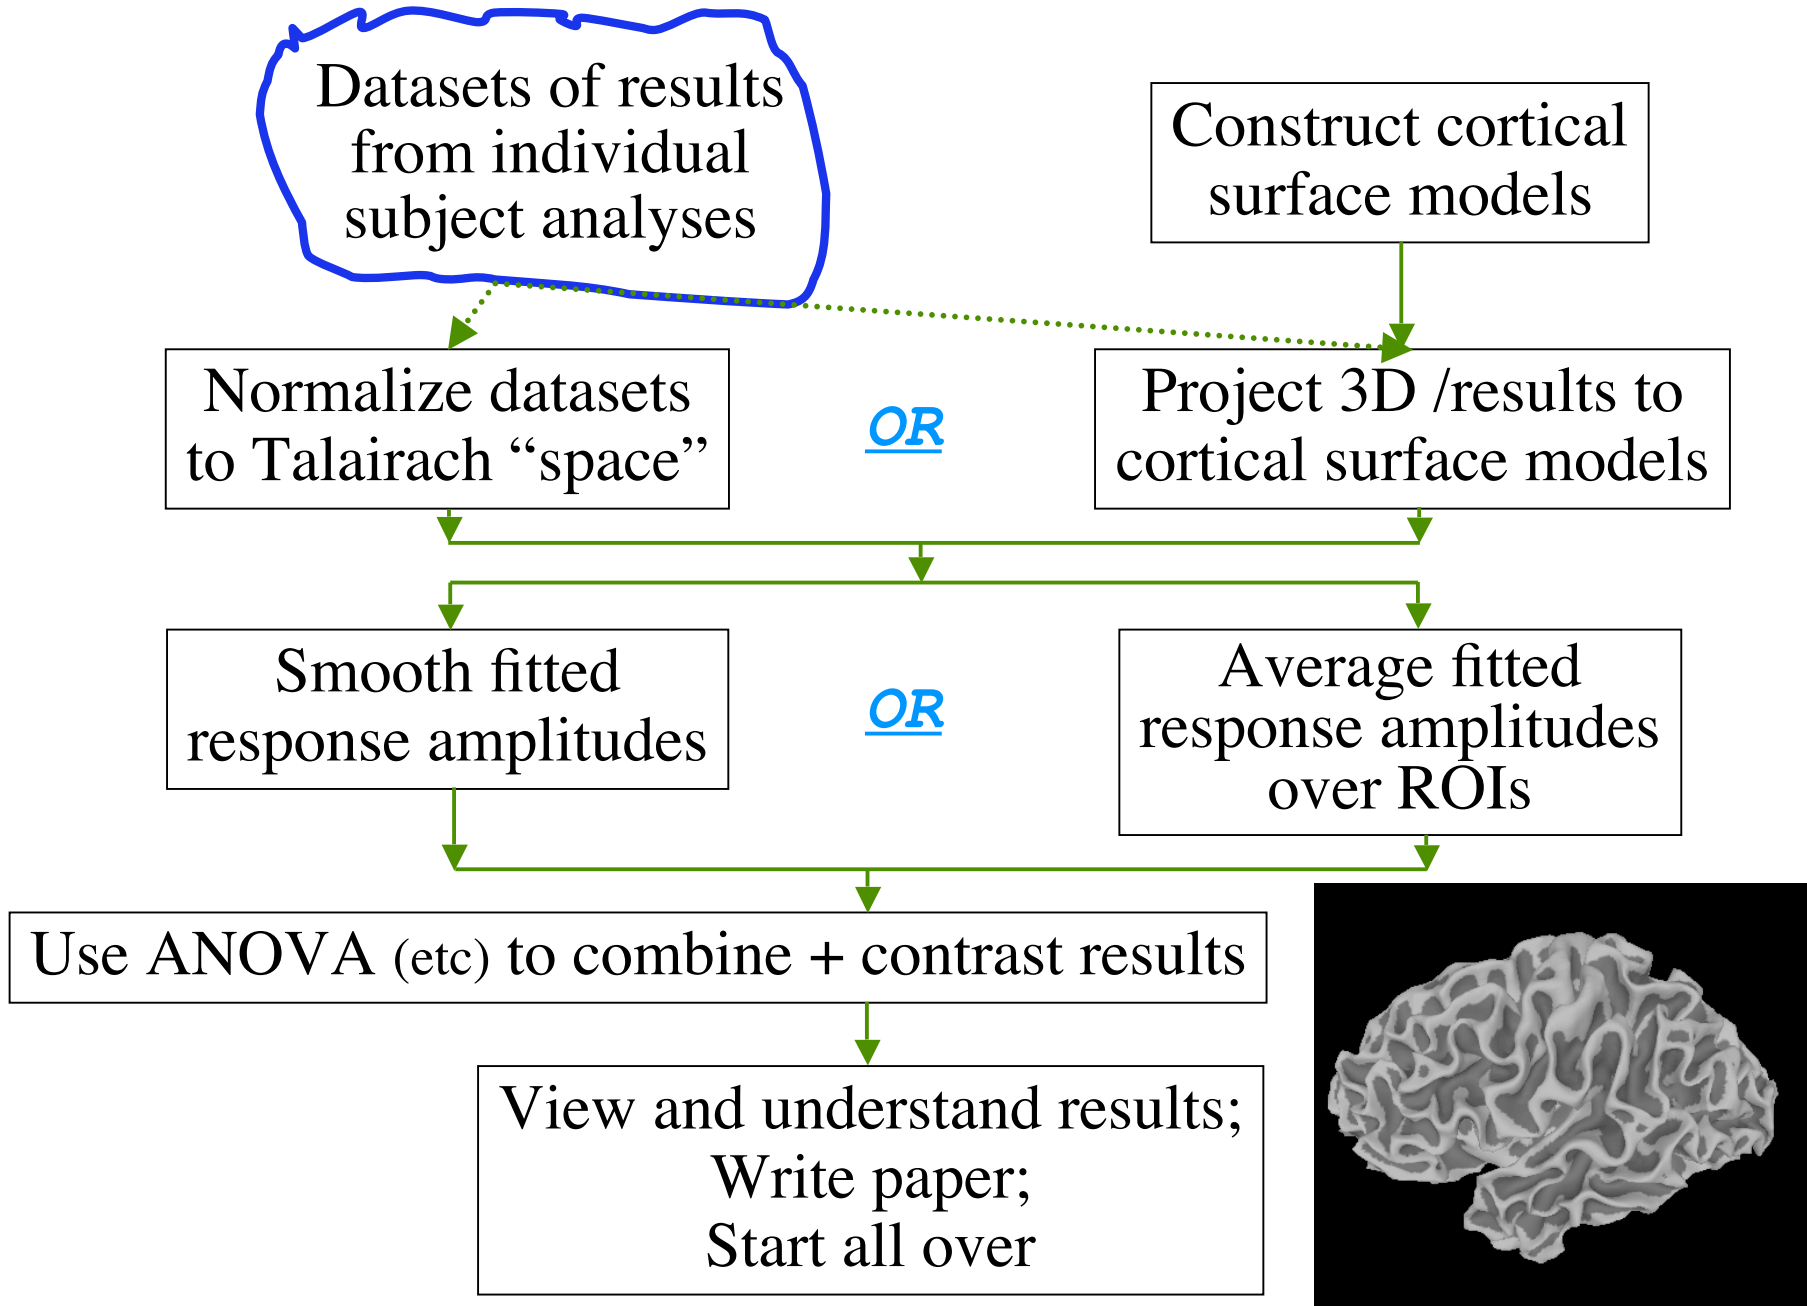 Datasets of results
from individual
subject analyses
Construct cortical
surface models
Normalize datasets
to Talairach “space”
OR
Project 3D /results to
cortical surface models
Smooth fitted
response amplitudes
OR
Average fitted
response amplitudes
over ROIs
Use ANOVA (etc) to combine + contrast results
View and understand results;
Write paper;
Start all over